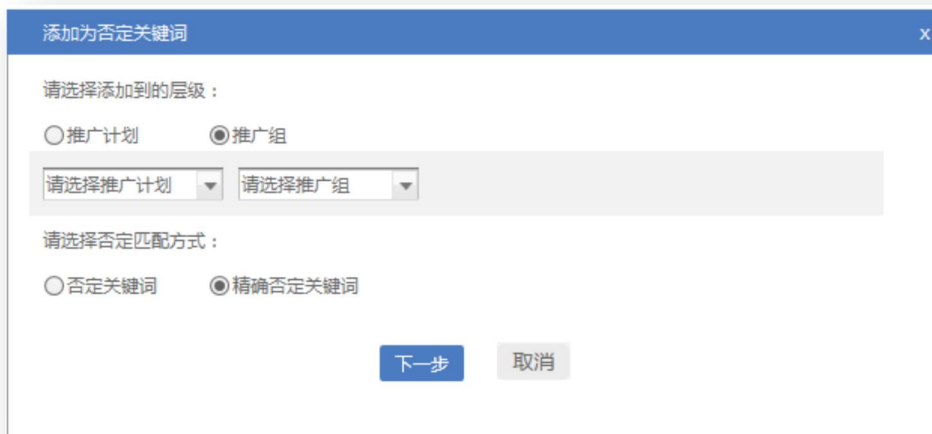 添加为否定关键词 x
请选择添加到的层级：
推广计划 推广组
请选择推广计划 请选择推广组
请选择否定匹配方式：
否定关键词 精确否定关键词
下一步 取消